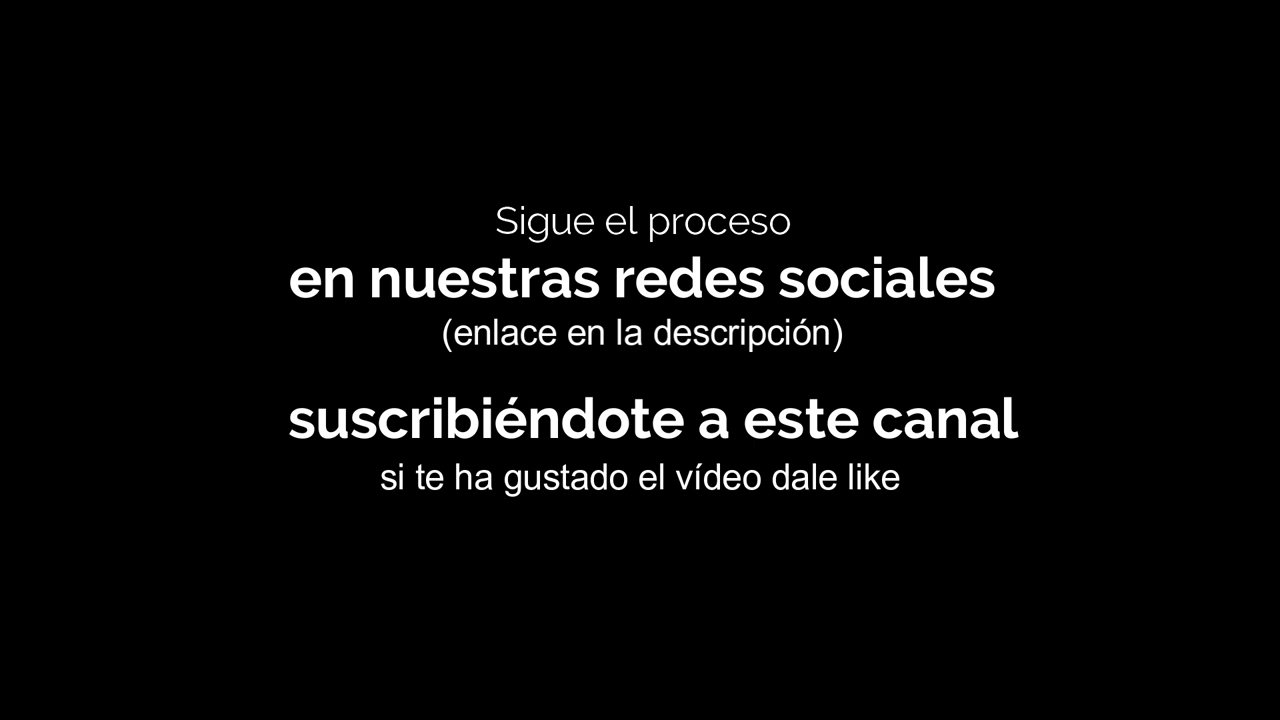 Sigue el proceso
en nuestras redes sociales
(enlace en la descripción)
suscribiéndote a este canal
si te ha gustado el vídeo dale like